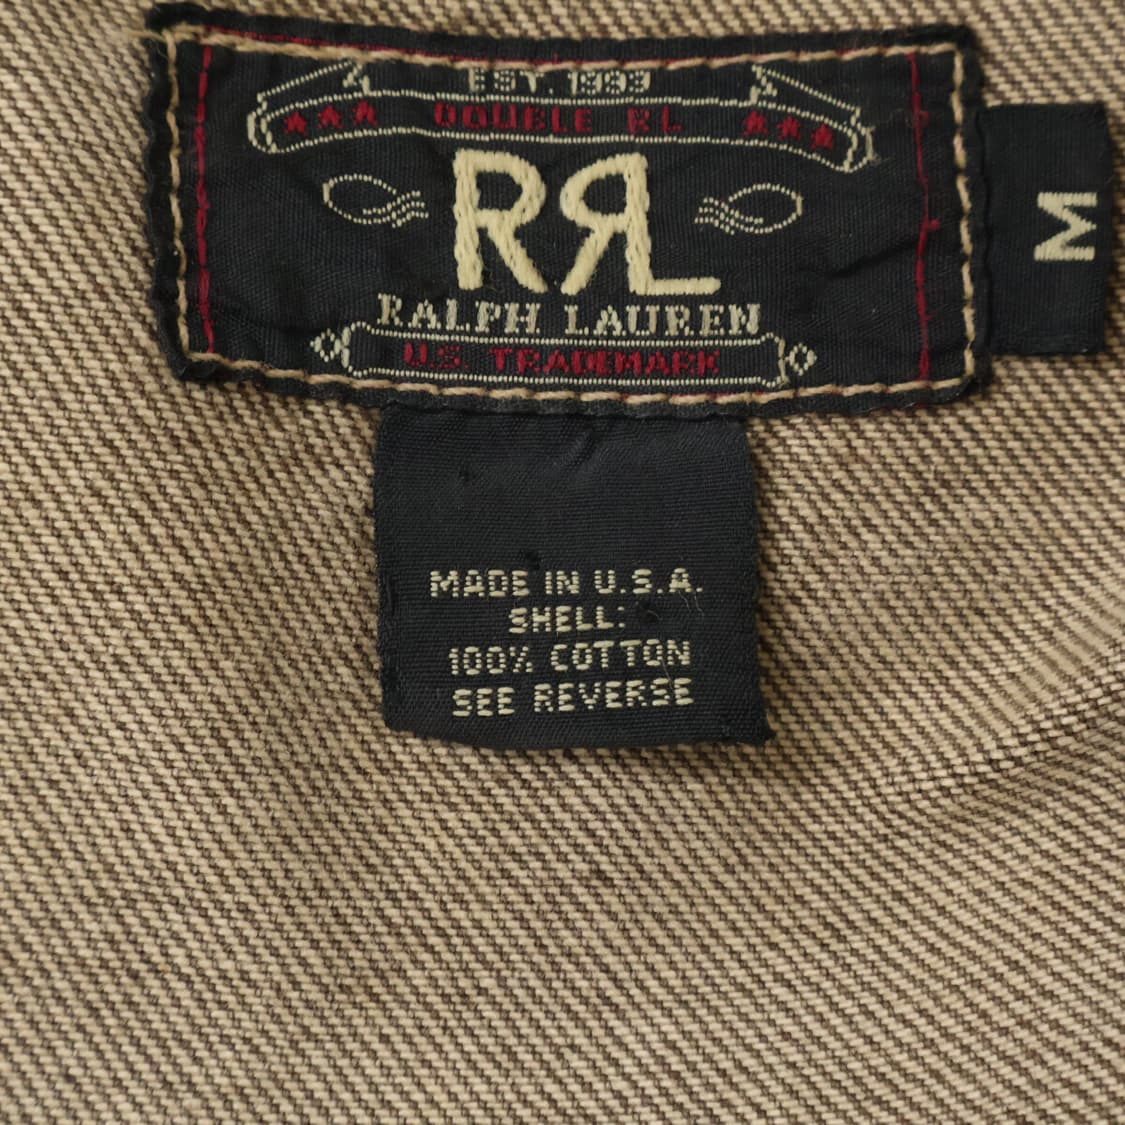 EST. 1993
DOUBLE RL
RRL
RALPH LAUREN
U.S. TRADEMARK
M
MADE IN U.S.A.
SHELL:
100% COTTON
SEE REVERSE